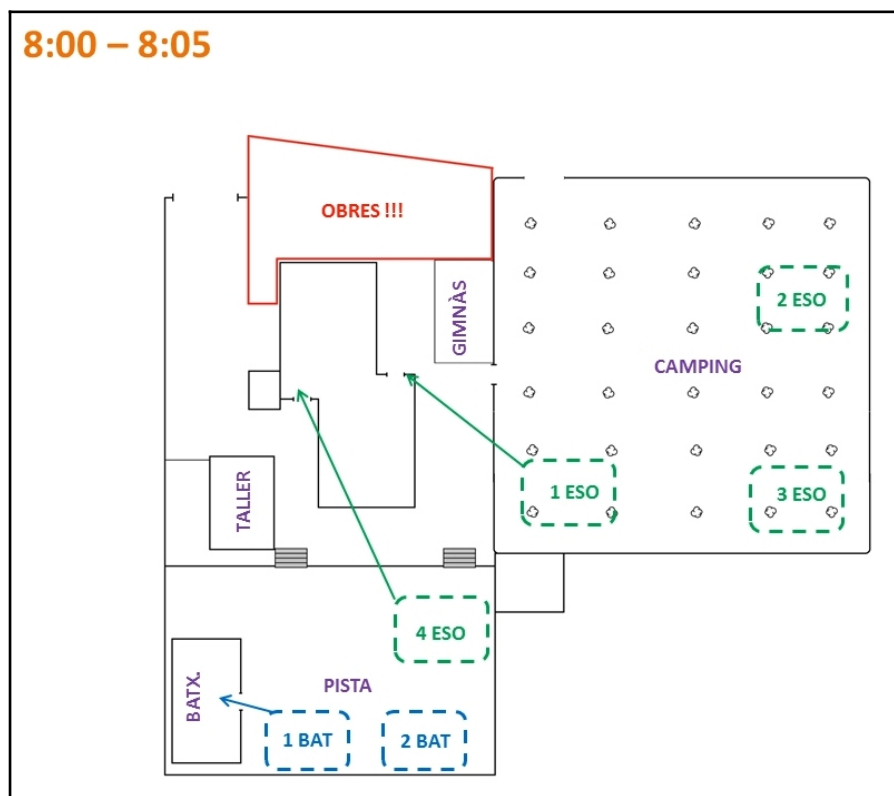 8:00 – 8:05
OBRES !!!
2 ESO
GIMNÀS
CAMPING
1 ESO
3 ESO
TALLER
4 ESO
BATX.
PISTA
1 BAT
2 BAT